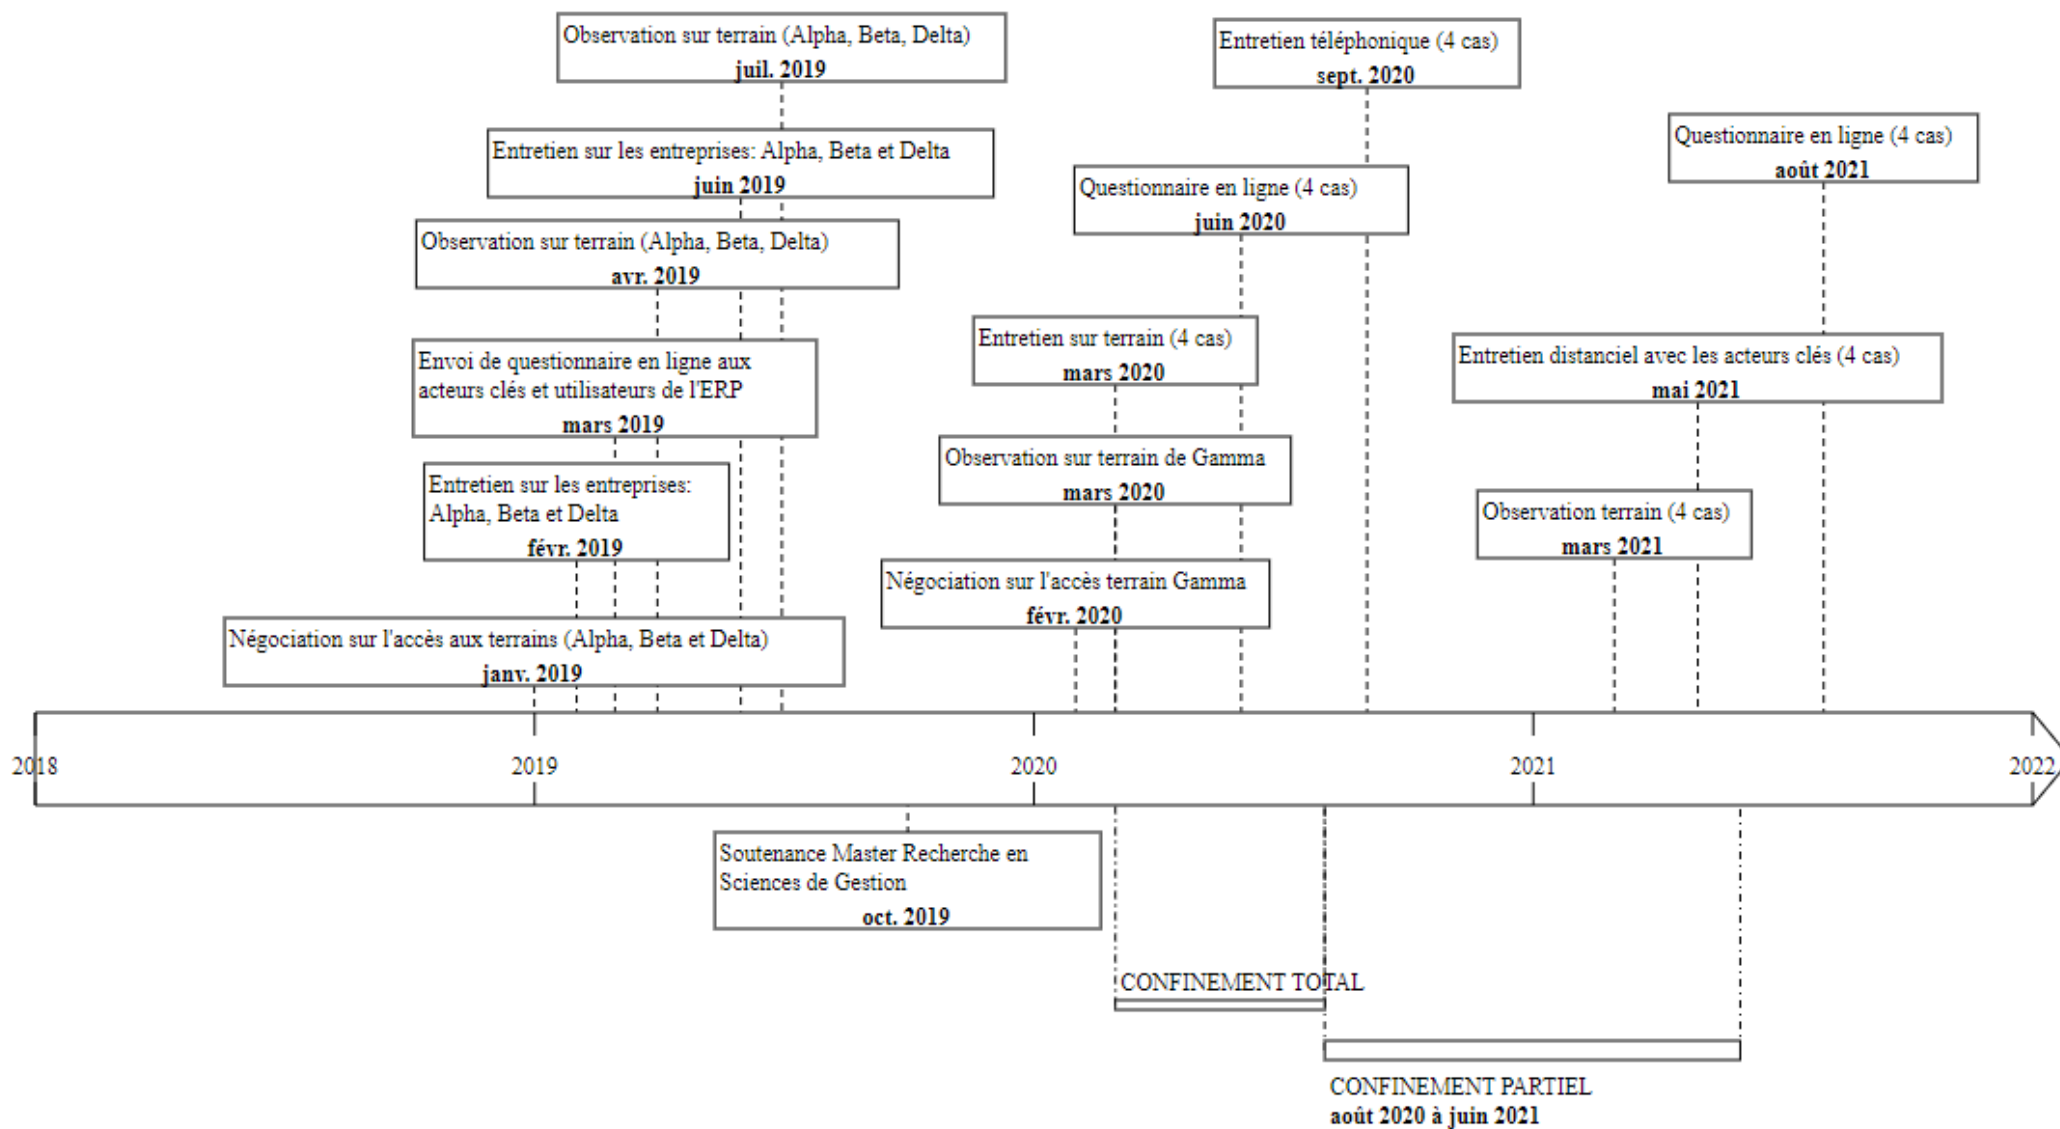 Observation sur terrain (Alpha, Beta, Delta)
juil. 2019
Entretien téléphonique (4 cas)
sept. 2020
Questionnaire en ligne (4 cas)
août 2021
Entretien sur les entreprises: Alpha, Beta et Delta
juin 2019
Questionnaire en ligne (4 cas)
juin 2020
Observation sur terrain (Alpha, Beta, Delta)
avr. 2019
Entretien sur terrain (4 cas)
mars 2020
Entretien distanciel avec les acteurs clés (4 cas)
mai 2021
Envoi de questionnaire en ligne aux
acteurs clés et utilisateurs de l'ERP
mars 2019
Observation sur terrain de Gamma
mars 2020
Entretien sur les entreprises:
Alpha, Beta et Delta
févr. 2019
Observation terrain (4 cas)
mars 2021
Négociation sur l'accès terrain Gamma
févr. 2020
Négociation sur l'accès aux terrains (Alpha, Beta et Delta)
janv. 2019
2018
2019
2020
2021
2022
Soutenance Master Recherche en
Sciences de Gestion
oct. 2019
CONFINEMENT TOTAL
CONFINEMENT PARTIEL
août 2020 à juin 2021